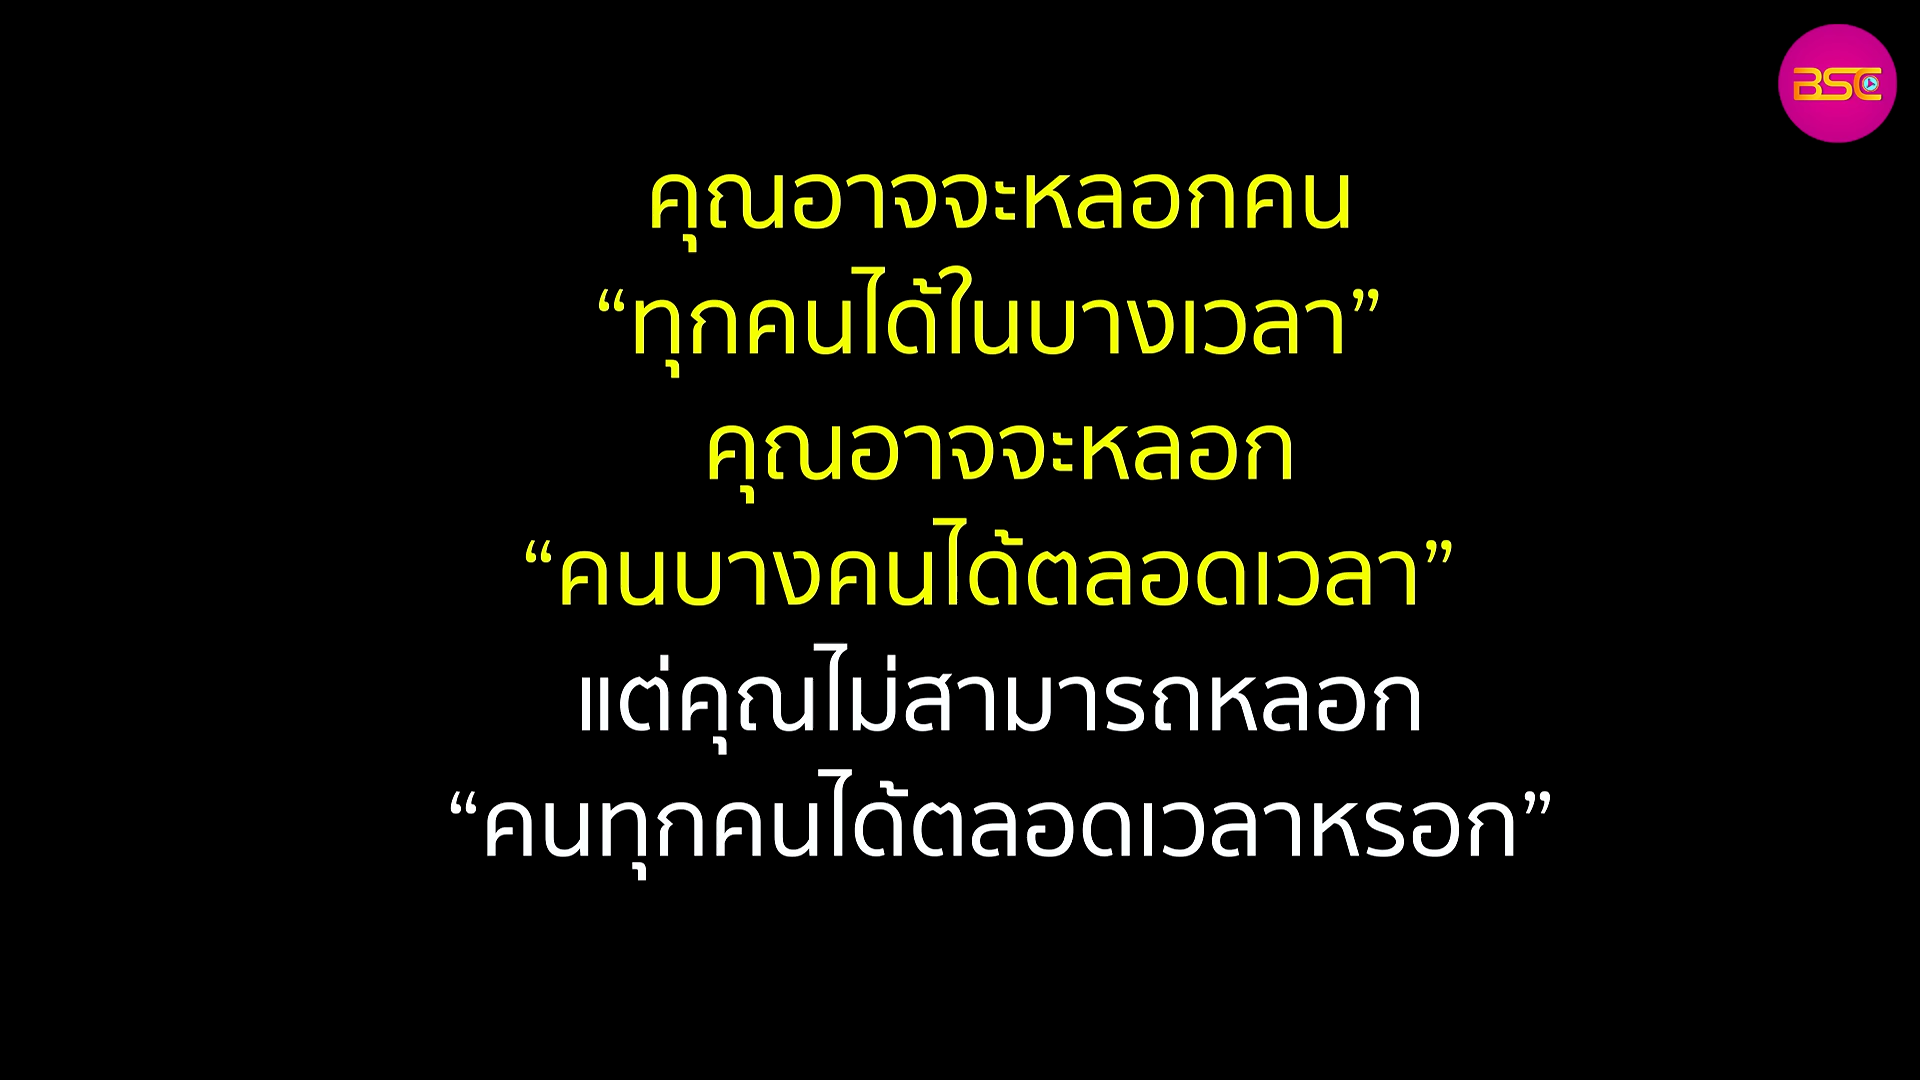 BSC
คุณอาจจะหลอกคน
“ทุกคนได้ในบางเวลา”
คุณอาจจะหลอก
“คนบางคนได้ตลอดเวลา”
แต่คุณไม่สามารถหลอก
“คนทุกคนได้ตลอดเวลาหรอก”